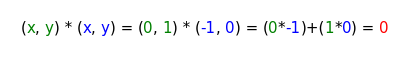 (x, y) * (x, y) = (0, 1) * (-1, 0) = (0*-1)+(1*0) = 0